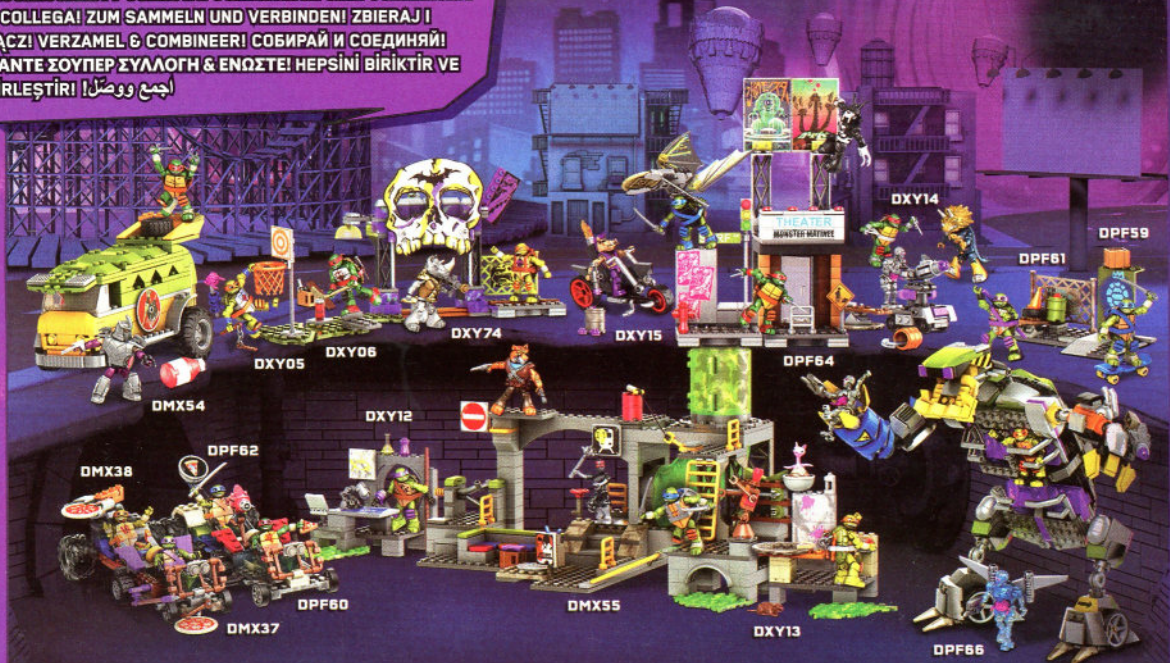 COLLEGA! ZUM SAMMELN UND VERBINDEN! ZBIERAJ I
ĄCZ! VERZAMEL & COMBINEER! СОБИРАЙ И СОЕДИНЯЙ!
ΑΝΤΕ ΣΟΥΠΕΡ ΣΥΛΛΟΓΗ & ΕΝΩΣΤΕ! HEPSİNİ BİRİKTİR VE
RLEŞTİR! اجمع ووصّل!
THEATER
MONSTER MATINEE
DXY14
DPF59
DPF61
DXY74
DXY15
DXY06
DXY05
DPF64
DMX54
DXY12
DPF62
DMX38
DPF60
DMX55
DMX37
DXY13
DPF66